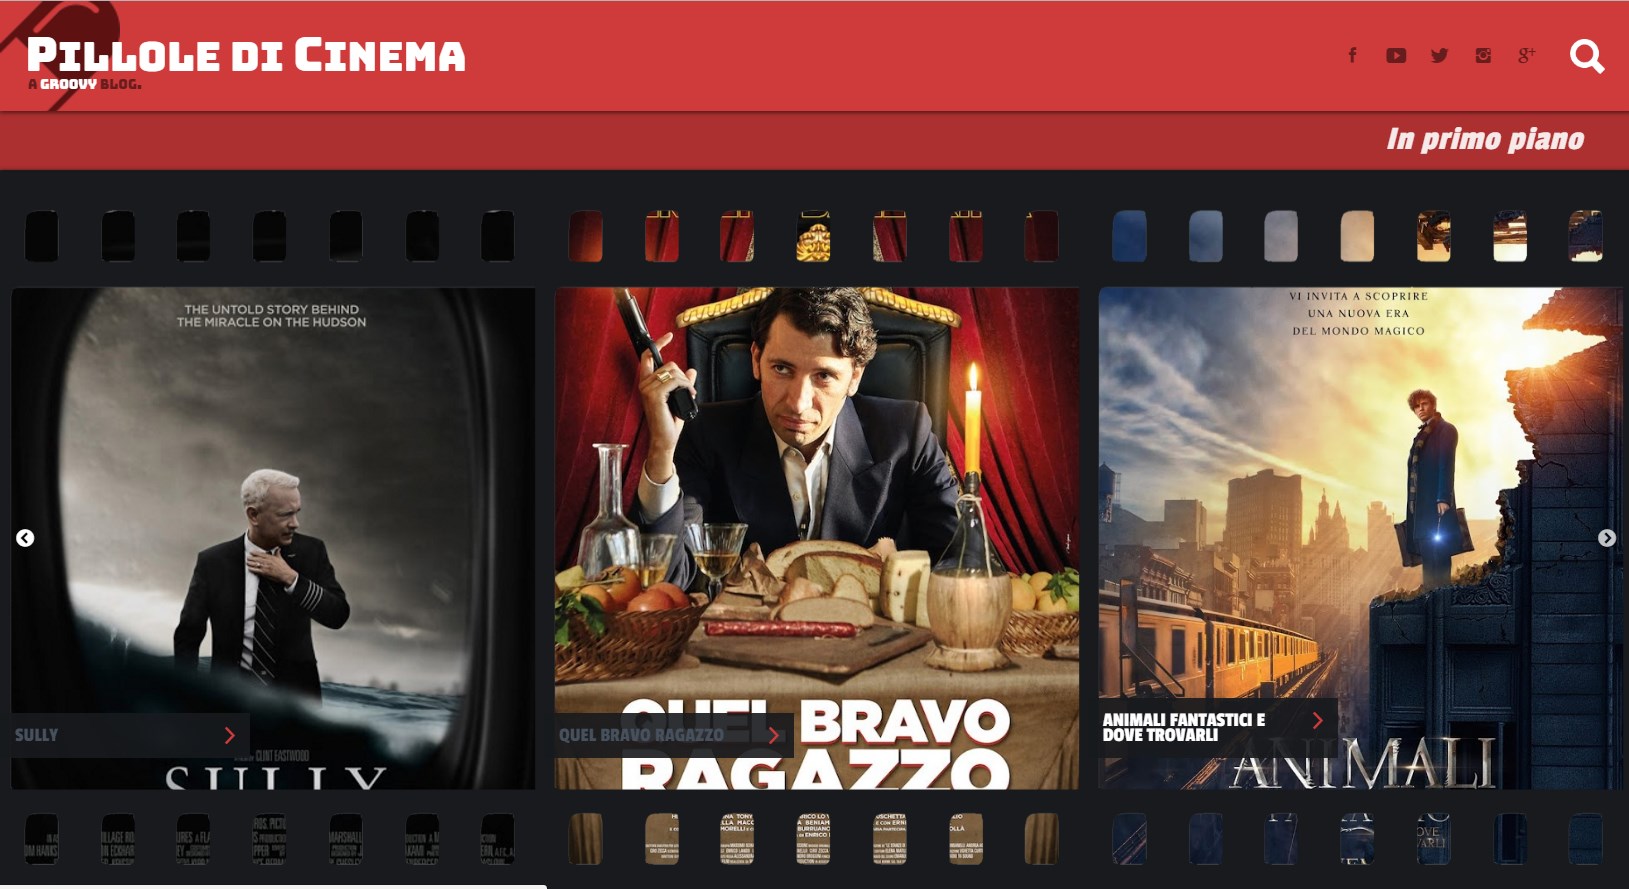 PILLOLE DI CINEMA
A GROOVY BLOG.
In primo piano
THE UNTOLD STORY BEHIND
THE MIRACLE ON THE HUDSON
SULLY
CLINT EASTWOOD
SULLY
QUEL BRAVO
RAGAZZO
QUEL BRAVO RAGAZZO
VI INVITA A SCOPRIRE
UNA NUOVA ERA
DEL MONDO MAGICO
ANIMALI FANTASTICI E
DOVE TROVARLI
ANIMALI